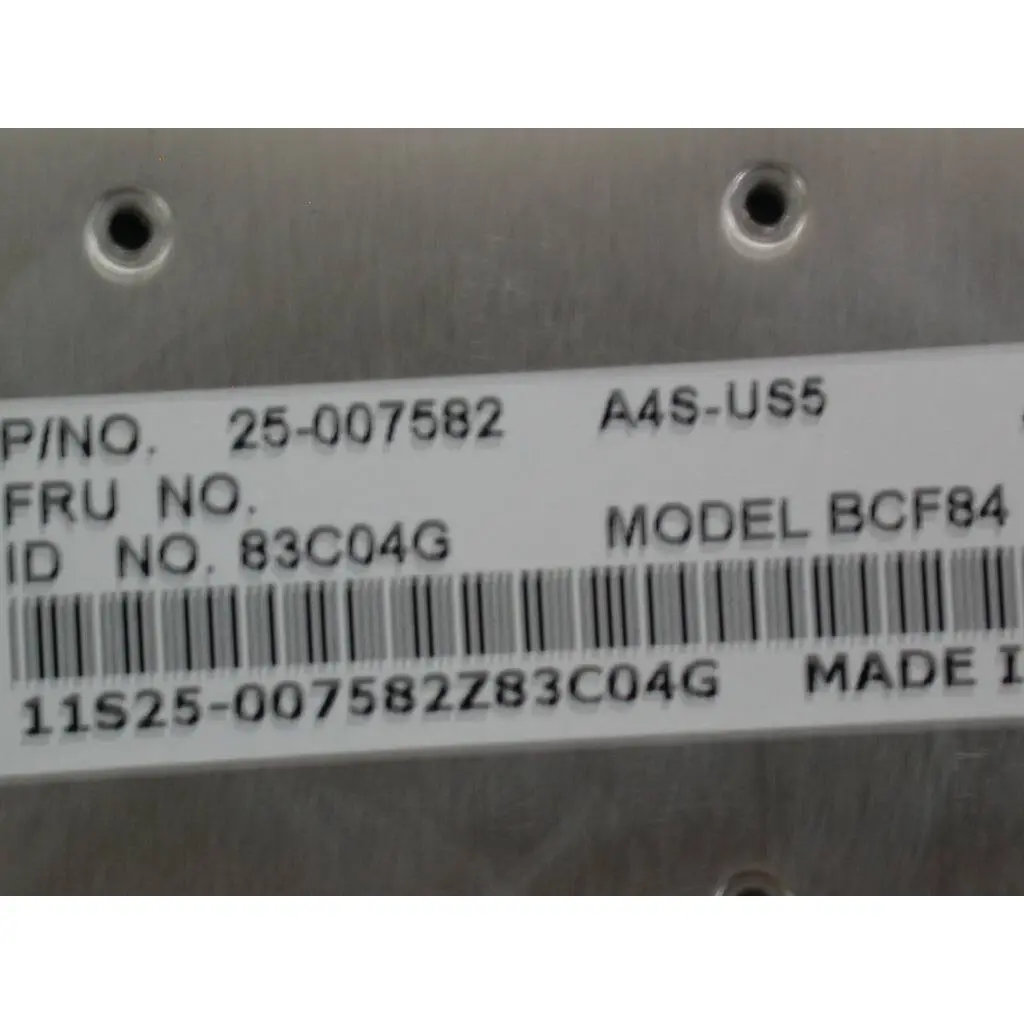 P/NO. 25-007582 A4S-US5
FRU NO.
ID NO. 83C04G MODEL BCF84
11S25-007582Z83C04G MADE I